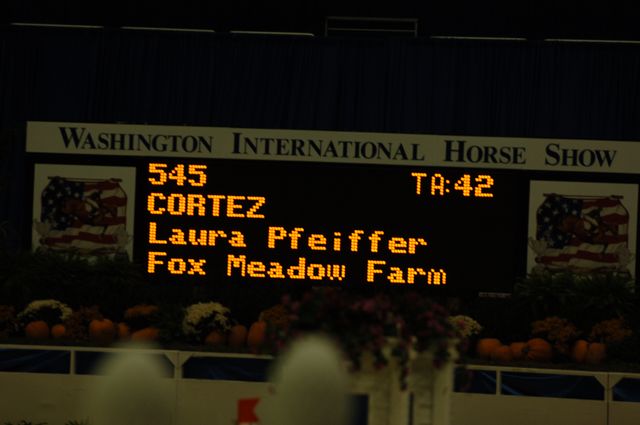 Washington International Horse Show
545 TA:42
CORTEZ
Laura Pfeiffer
Fox Meadow Farm